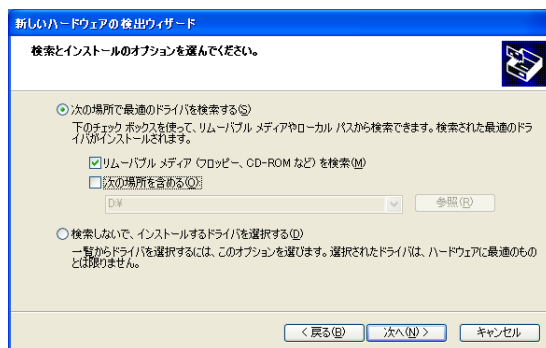 新しいハードウェアの検出ウィザード
検索とインストールのオプションを選んでください。
次の場所で最適のドライバを検索する(S)
下のチェック ボックスを使って、リムーバブル メディアやローカル パスから検索できます。検索された最適のドラ
イバがインストールされます。
リムーバブル メディア (フロッピー、CD-ROM など) を検索(M)
次の場所を含める(O):
D:¥
参照(R)
検索しないで、インストールするドライバを選択する(D)
一覧からドライバを選択するには、このオプションを選びます。選択されたドライバは、ハードウェアに最適のもの
とは限りません。
< 戻る(B)
次へ(N) >
キャンセル